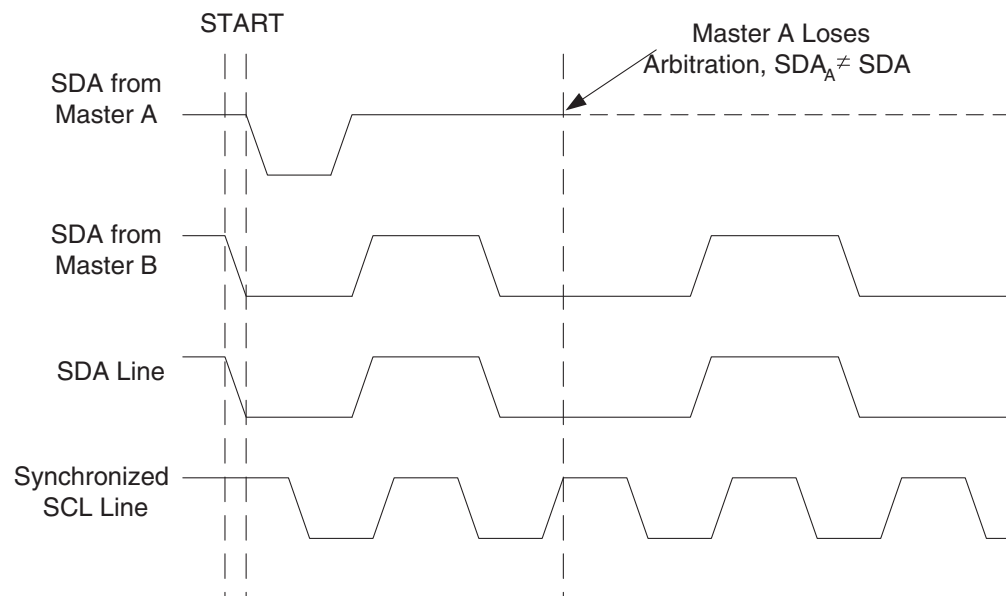 START
Master A Loses
Arbitration, SDA_A ≠ SDA
SDA from
Master A
SDA from
Master B
SDA Line
Synchronized
SCL Line